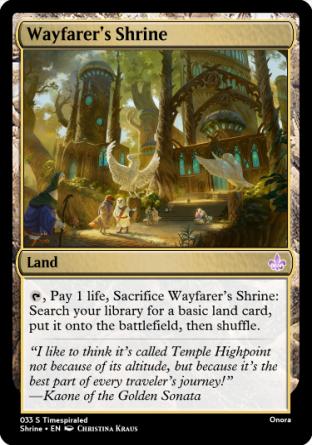 Wayfarer's Shrine
Land
, Pay 1 life, Sacrifice Wayfarer's Shrine:
Search your library for a basic land card,
put it onto the battlefield, then shuffle.
"I like to think it's called Temple Highpoint
not because of its altitude, but because it's the
best part of every traveler's journey!"
—Kaone of the Golden Sonata
033 S Timespiraled
Onora
Shrine • EN Christina Kraus